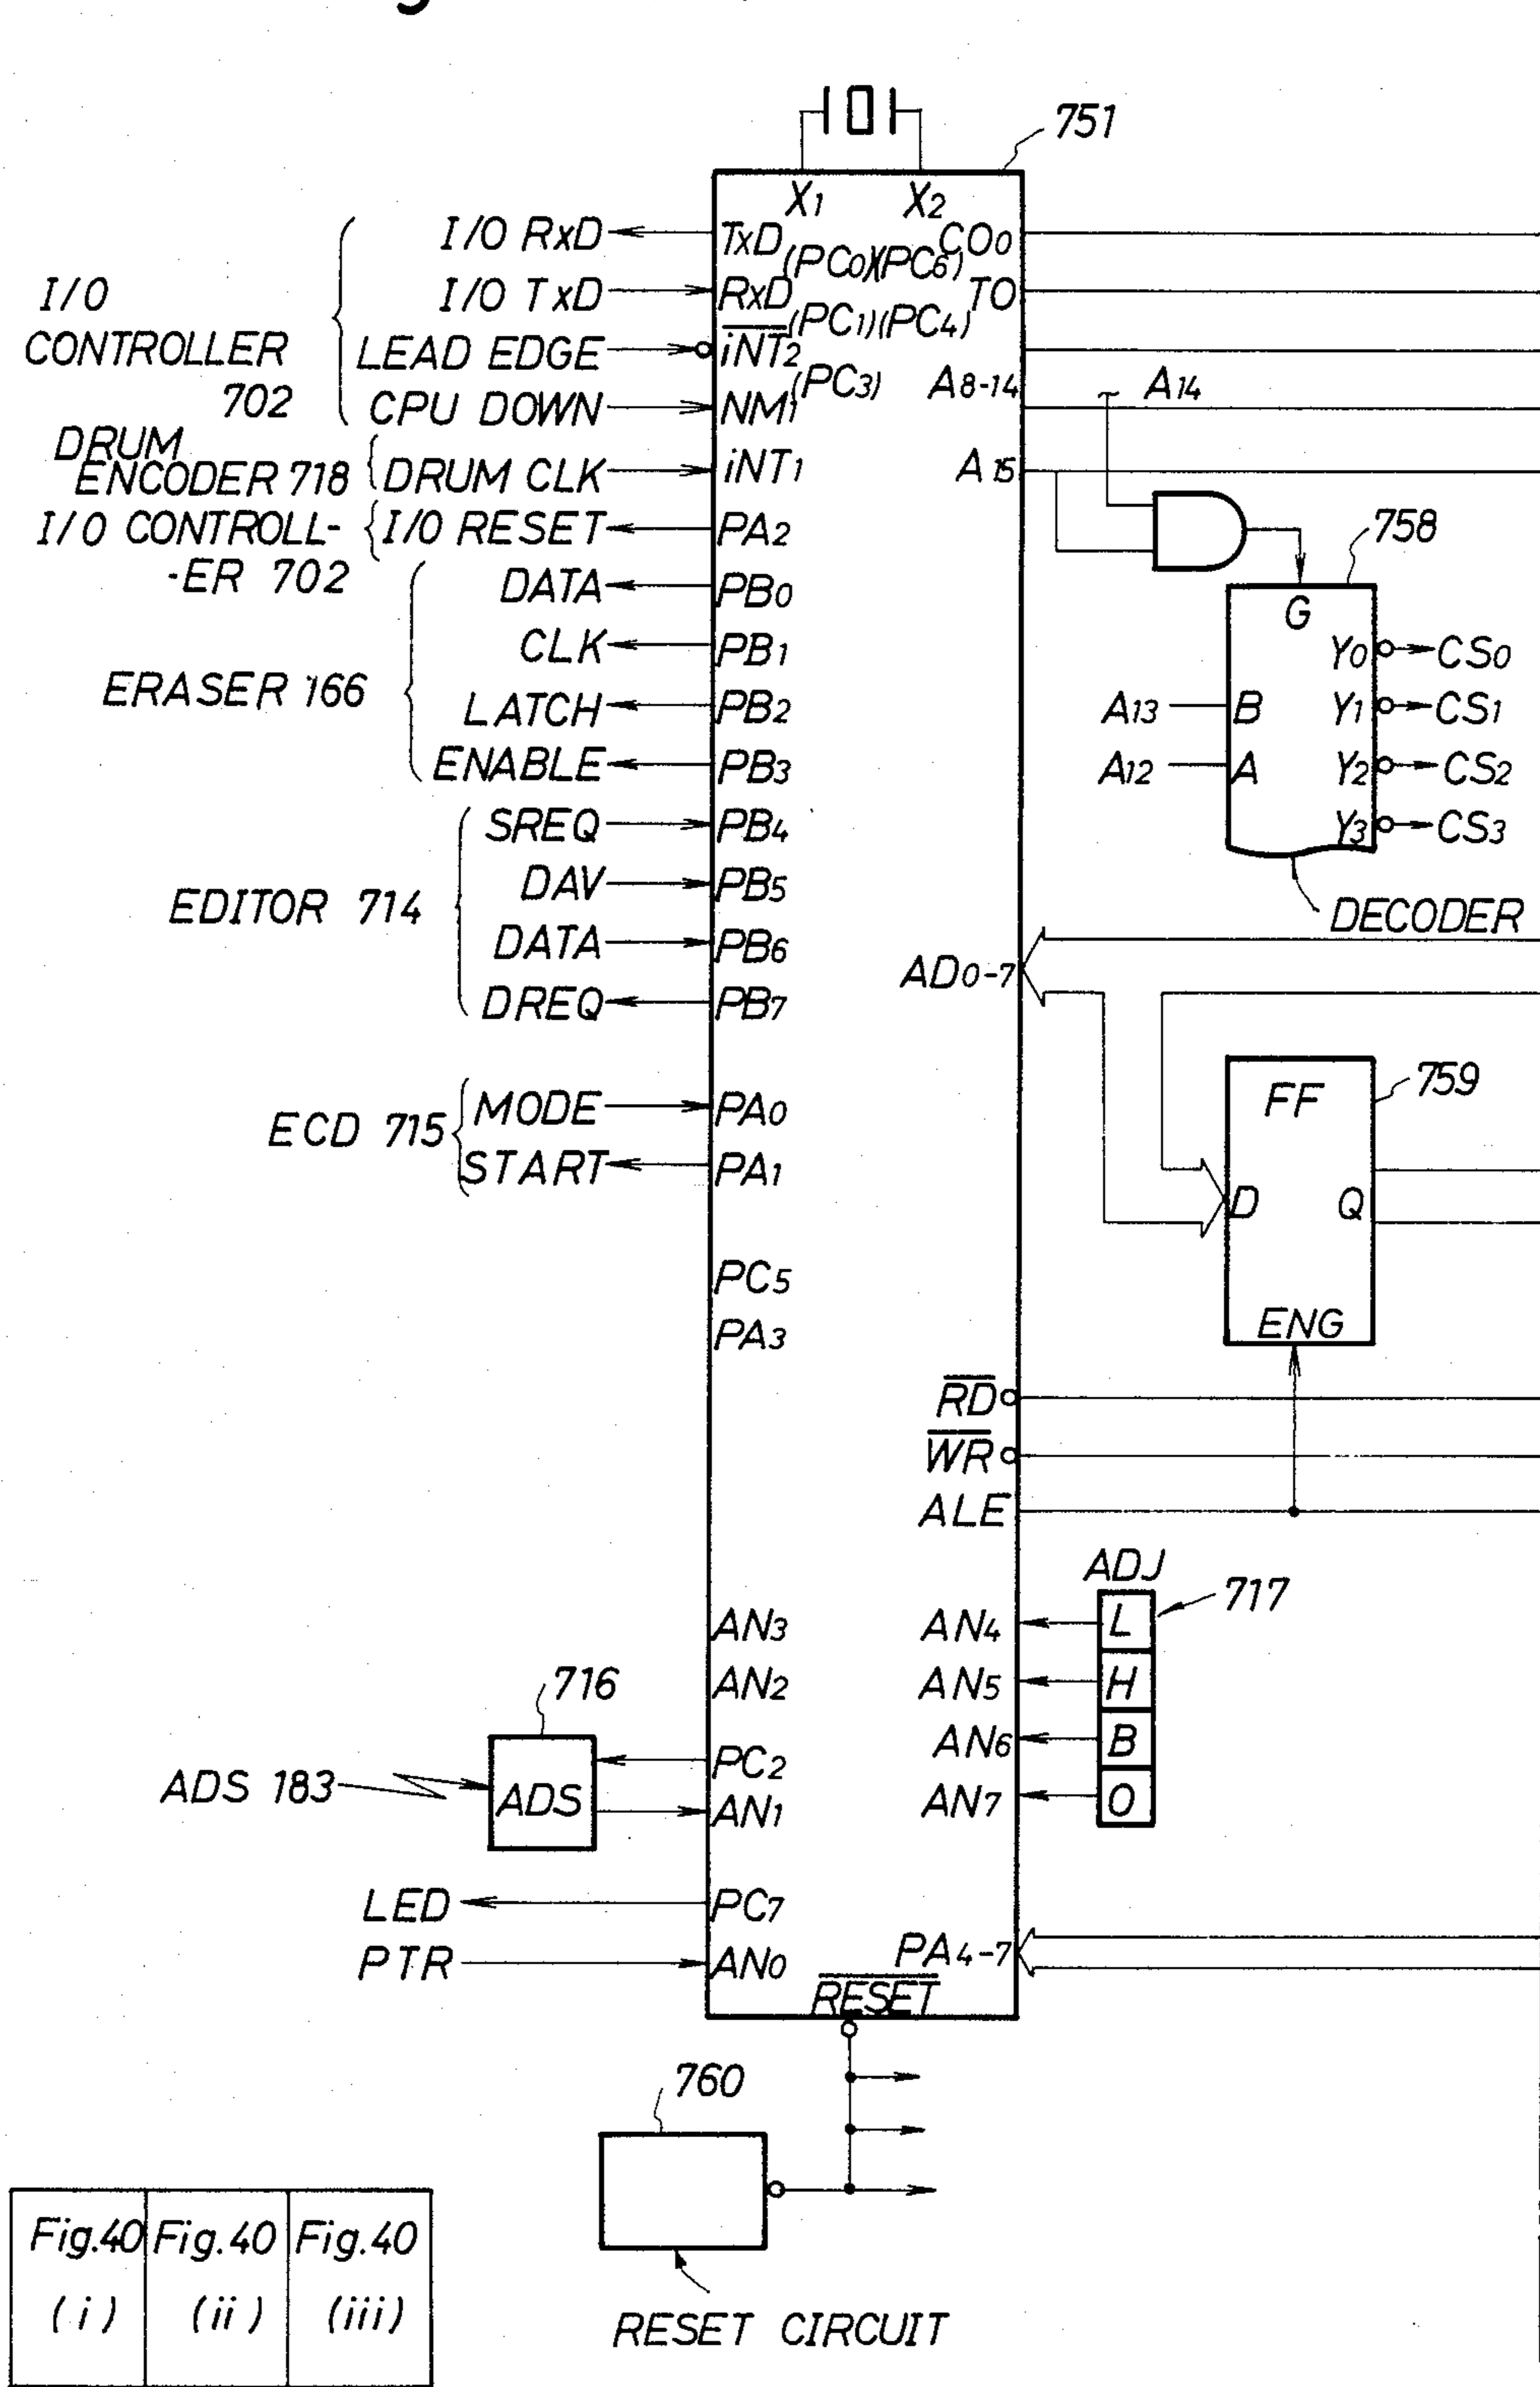 751
X1 X2
I/O RxD TxD CO0
(PC0)(PC6)
I/O I/O TxD RxD TO
(PC1)(PC4)
CONTROLLER LEAD EDGE iNT2
(PC3) A8-14 A14
702 CPU DOWN NM1
DRUM
ENCODER 718 DRUM CLK iNT1 A15
I/O CONTROLL- I/O RESET PA2 758
-ER 702 DATA PB0 G
CLK PB1 Y0 CS0
ERASER 166 LATCH PB2 A13 B Y1 CS1
ENABLE PB3 A12 A Y2 CS2
SREQ PB4 Y3 CS3
EDITOR 714 DAV PB5 DECODER
DATA PB6
AD0-7
DREQ PB7
759
ECD 715 MODE PA0 FF
START PA1
D Q
PC5
PA3 ENG
RD
WR
ALE
ADJ
717
AN3 AN4 L
716 AN2 AN5 H
PC2 AN6 B
ADS 183 ADS AN1 AN7 O
LED PC7
PTR AN0 PA4-7
RESET
760
RESET CIRCUIT
Fig.40 Fig.40 Fig.40
(i) (ii) (iii)